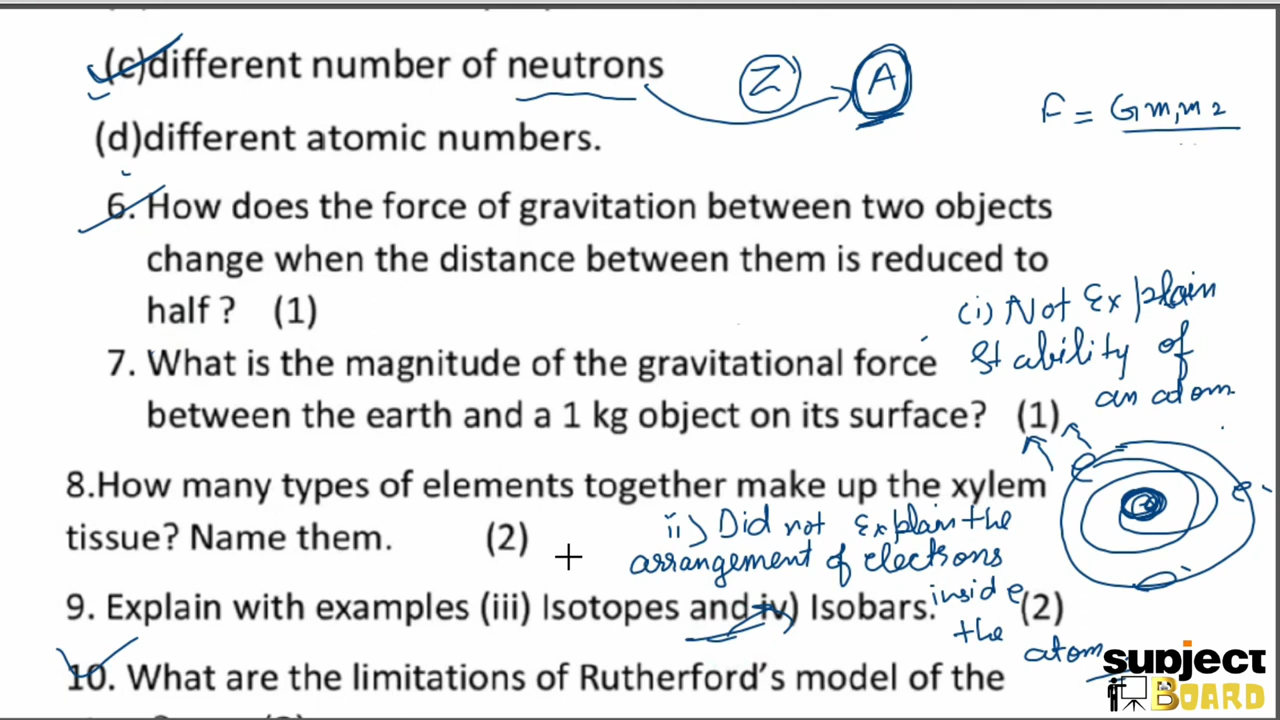 (c)different number of neutrons
Z A
F = Gm1m2
(d)different atomic numbers.
6. How does the force of gravitation between two objects
change when the distance between them is reduced to
half ? (1)
(i) Not Explain
Stability of
an atom
7. What is the magnitude of the gravitational force
between the earth and a 1 kg object on its surface? (1)
8.How many types of elements together make up the xylem
tissue? Name them. (2)
ii) Did not Explain the
arrangement of electrons
inside
the
atom
9. Explain with examples (iii) Isotopes and iv) Isobars. (2)
10. What are the limitations of Rutherford's model of the
subject
BOARD